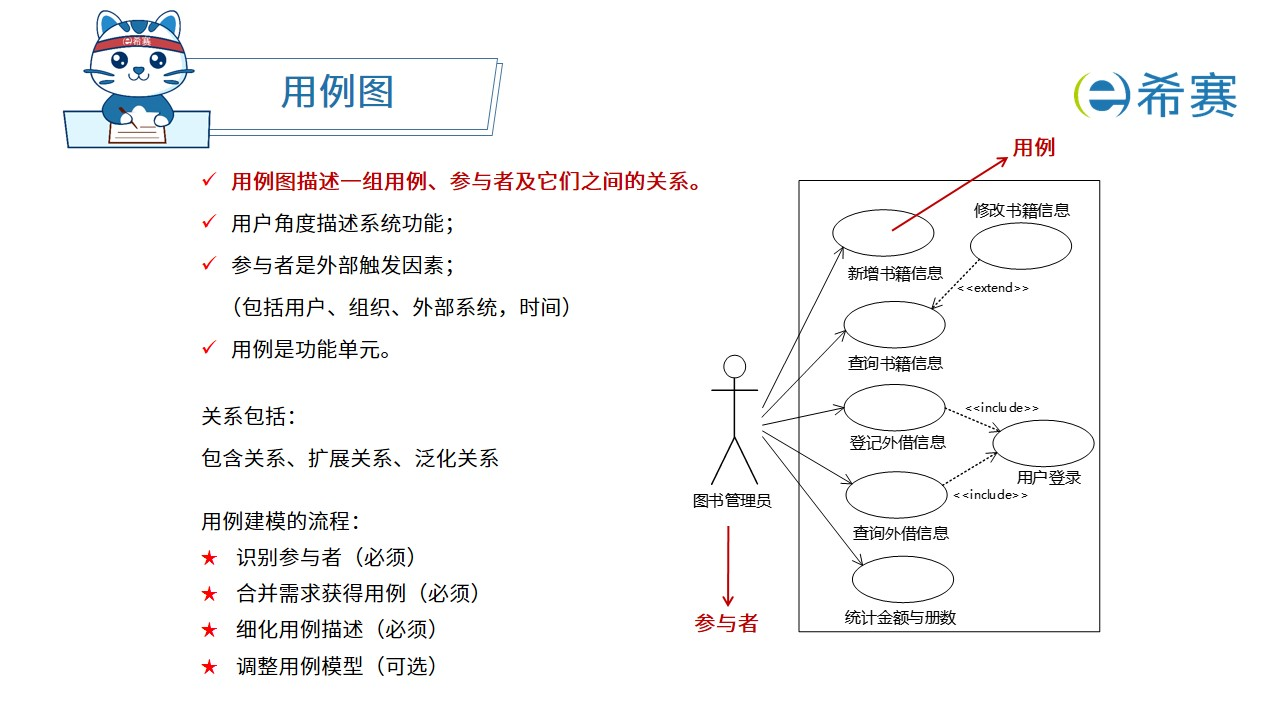 希赛
用例图
希赛
用例图描述一组用例、参与者及它们之间的关系。
用户角度描述系统功能；
参与者是外部触发因素；
（包括用户、组织、外部系统，时间）
用例是功能单元。
关系包括：
包含关系、扩展关系、泛化关系
用例建模的流程：
识别参与者（必须）
合并需求获得用例（必须）
细化用例描述（必须）
调整用例模型（可选）
用例
修改书籍信息
新增书籍信息
<<extend>>
查询书籍信息
<<include>>
登记外借信息
用户登录
<<include>>
图书管理员
查询外借信息
统计金额与册数
参与者